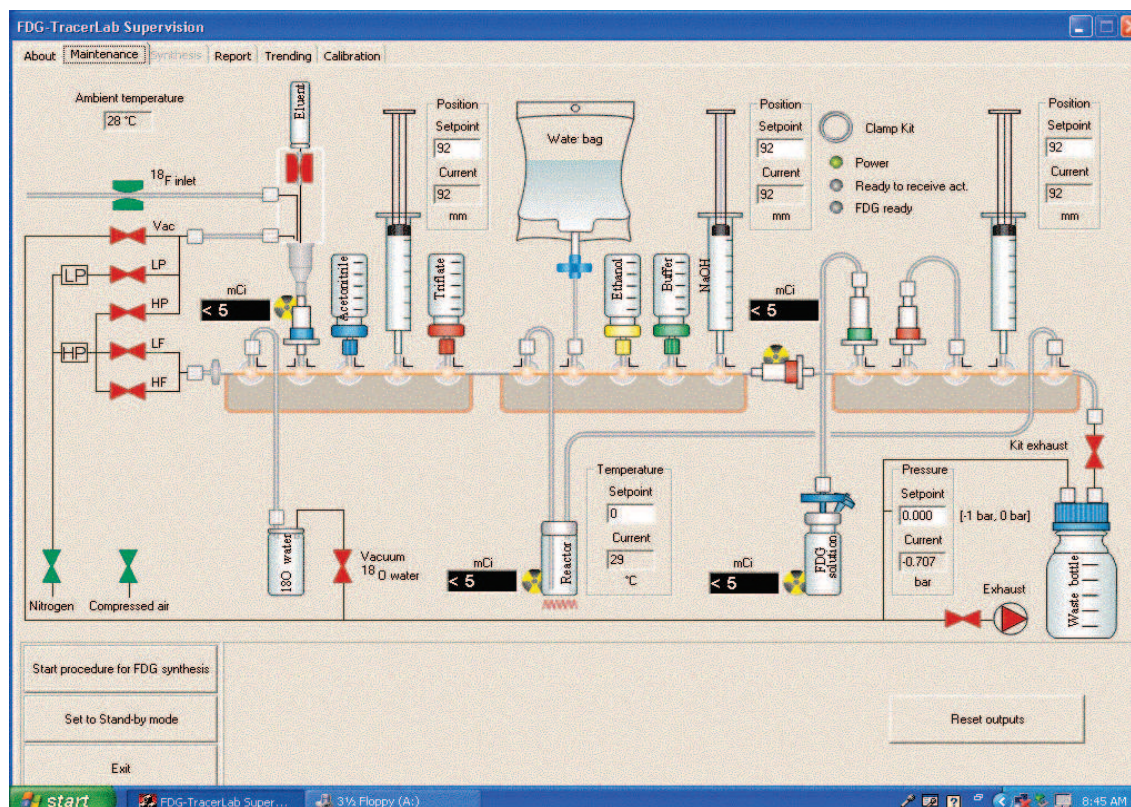 FDG-TracerLab Supervision
About Maintenance Synthesis Report Trending Calibration
Ambient temperature
28 °C
Eluent
Position
Setpoint
92
Current
92
mm
Water bag
Position
Setpoint
92
Current
92
mm
Clamp Kit
Power
Ready to receive act.
FDG ready
Position
Setpoint
92
Current
92
mm
18F inlet
Vac
LP
LP
HP
HP
LF
HF
mCi
< 5
Acetonitrile
Triflate
Ethanol
Buffer
NaOH
mCi
< 5
Kit exhaust
Temperature
Setpoint
0
Current
29
°C
Pressure
Setpoint
0.000
[-1 bar, 0 bar]
Current
-0.707
bar
18O water
Vacuum
18O water
mCi
< 5
Reactor
mCi
< 5
FDG
solution
Exhaust
Waste bottle
Nitrogen
Compressed air
Start procedure for FDG synthesis
Set to Stand-by mode
Exit
Reset outputs
start
FDG-TracerLab Super...
3½ Floppy (A:)
8:45 AM